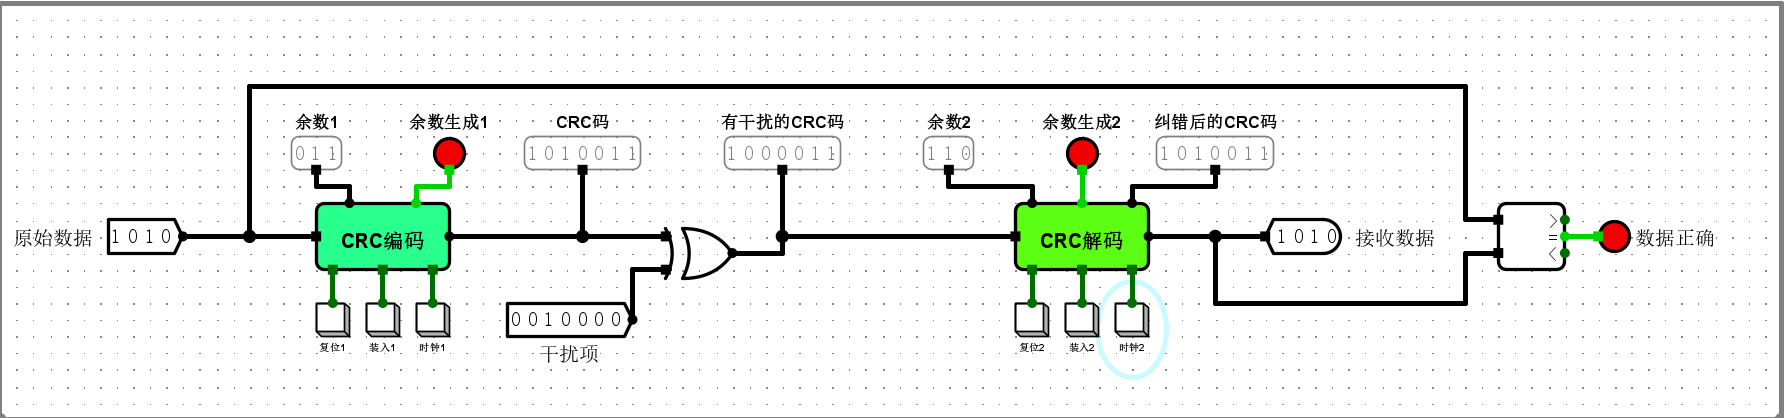 余数1
余数生成1
CRC码
有干扰的CRC码
余数2
余数生成2
纠错后的CRC码
011
1010011
1000011
110
1010011
原始数据
1010
CRC编码
CRC解码
1010
接收数据
>
=
<
数据正确
0010000
复位1
装入1
时钟1
干扰项
复位2
装入2
时钟2